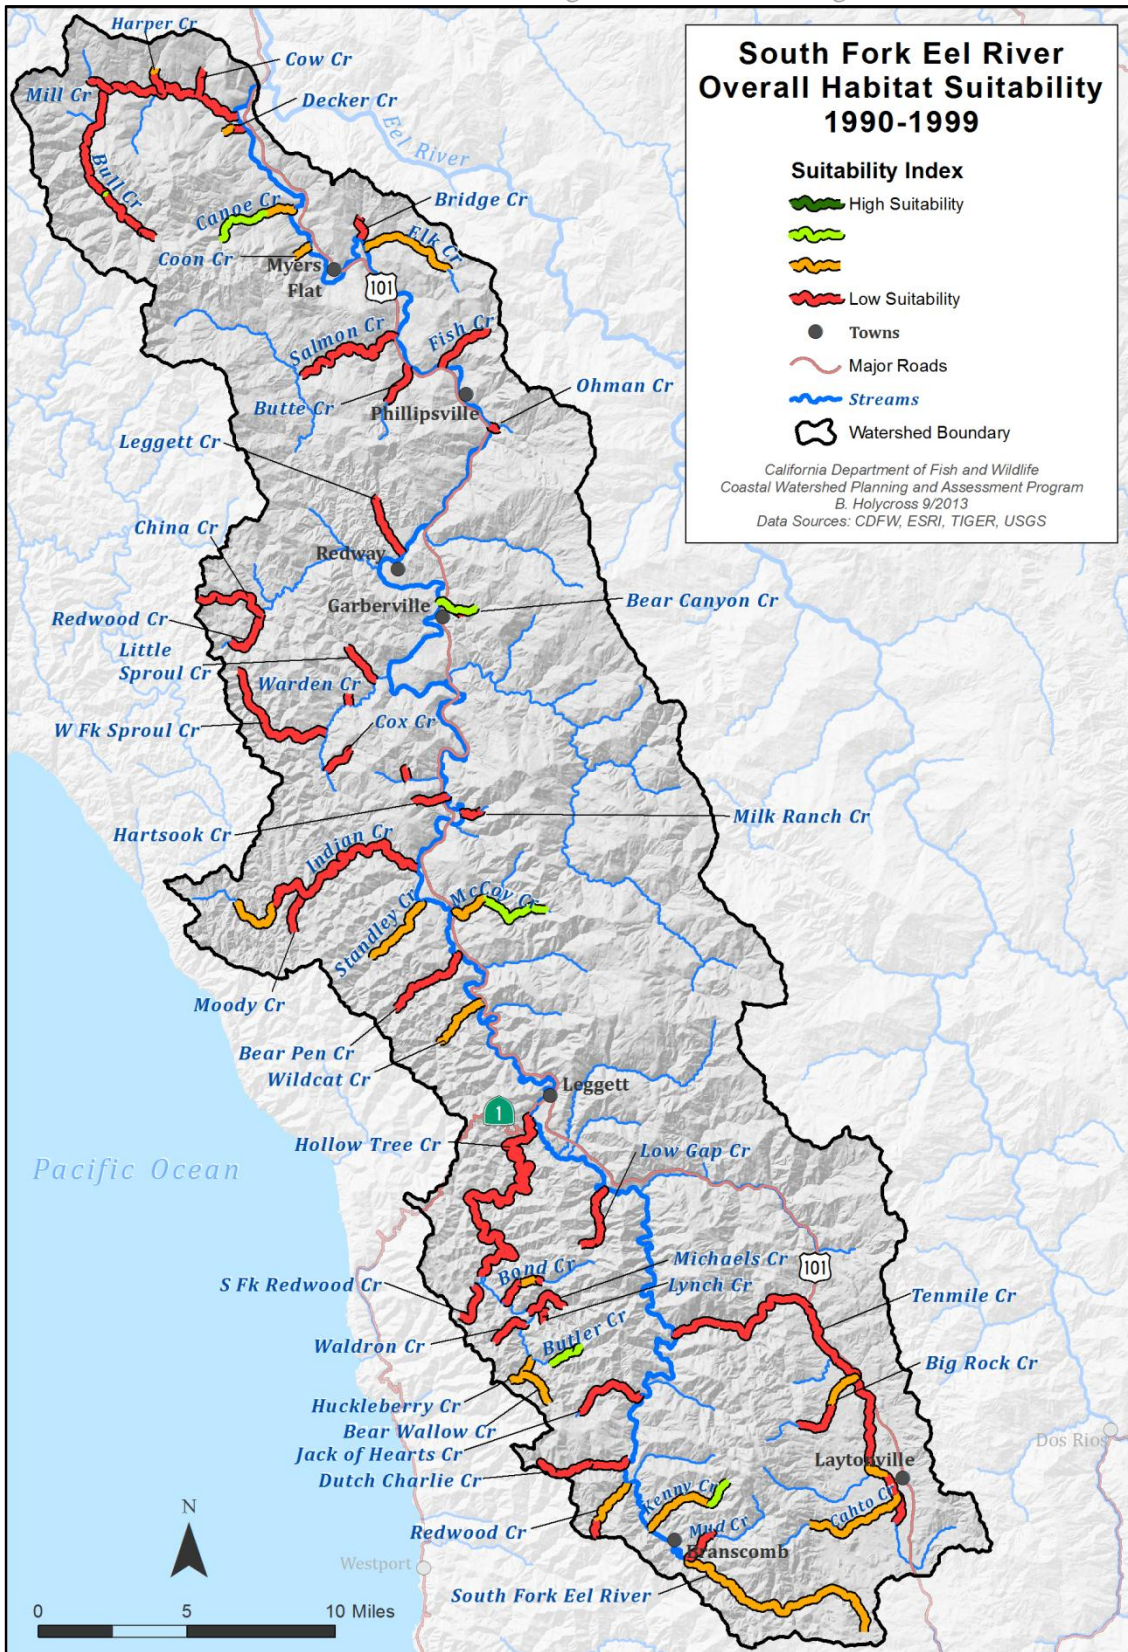 South Fork Eel River
Overall Habitat Suitability
1990-1999
Suitability Index
High Suitability
Low Suitability
Towns
Major Roads
Streams
Watershed Boundary
California Department of Fish and Wildlife
Coastal Watershed Planning and Assessment Program
B. Holycross 9/2013
Data Sources: CDFW, ESRI, TIGER, USGS
Harper Cr
Cow Cr
Mill Cr
Decker Cr
Eel River
Bull Cr
Canoe Cr
Bridge Cr
Elk Cr
Coon Cr
Myers
Flat
101
Salmon Cr
Fish Cr
Ohman Cr
Butte Cr
Phillipsville
Leggett Cr
China Cr
Redway
Garberville
Bear Canyon Cr
Redwood Cr
Little
Sproul Cr
Warden Cr
W Fk Sproul Cr
Cox Cr
Hartsook Cr
Milk Ranch Cr
Indian Cr
McCoy Cr
Standley Cr
Moody Cr
Bear Pen Cr
Wildcat Cr
Leggett
1
Hollow Tree Cr
Low Gap Cr
Pacific Ocean
Michaels Cr
101
S Fk Redwood Cr
Bond Cr
Lynch Cr
Tenmile Cr
Waldron Cr
Butler Cr
Big Rock Cr
Huckleberry Cr
Bear Wallow Cr
Jack of Hearts Cr
Dos Rios
Dutch Charlie Cr
Laytonville
Kenny Cr
Cahto Cr
Redwood Cr
Mud Cr
Branscomb
N
Westport
South Fork Eel River
0 5 10 Miles